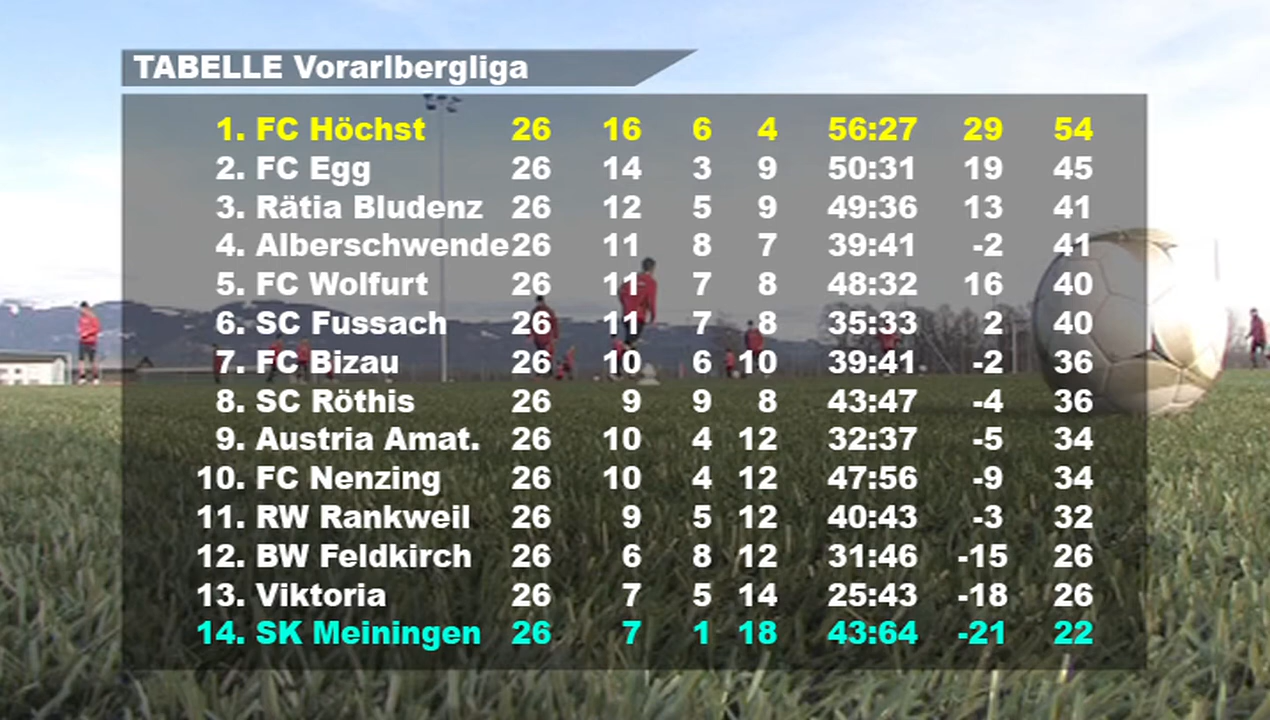 TABELLE Vorarlbergliga
1. FC Höchst 26 16 6 4 56:27 29 54
2. FC Egg 26 14 3 9 50:31 19 45
3. Rätia Bludenz 26 12 5 9 49:36 13 41
4. Alberschwende 26 11 8 7 39:41 -2 41
5. FC Wolfurt 26 11 7 8 48:32 16 40
6. SC Fussach 26 11 7 8 35:33 2 40
7. FC Bizau 26 10 6 10 39:41 -2 36
8. SC Röthis 26 9 9 8 43:47 -4 36
9. Austria Amat. 26 10 4 12 32:37 -5 34
10. FC Nenzing 26 10 4 12 47:56 -9 34
11. RW Rankweil 26 9 5 12 40:43 -3 32
12. BW Feldkirch 26 6 8 12 31:46 -15 26
13. Viktoria 26 7 5 14 25:43 -18 26
14. SK Meiningen 26 7 1 18 43:64 -21 22